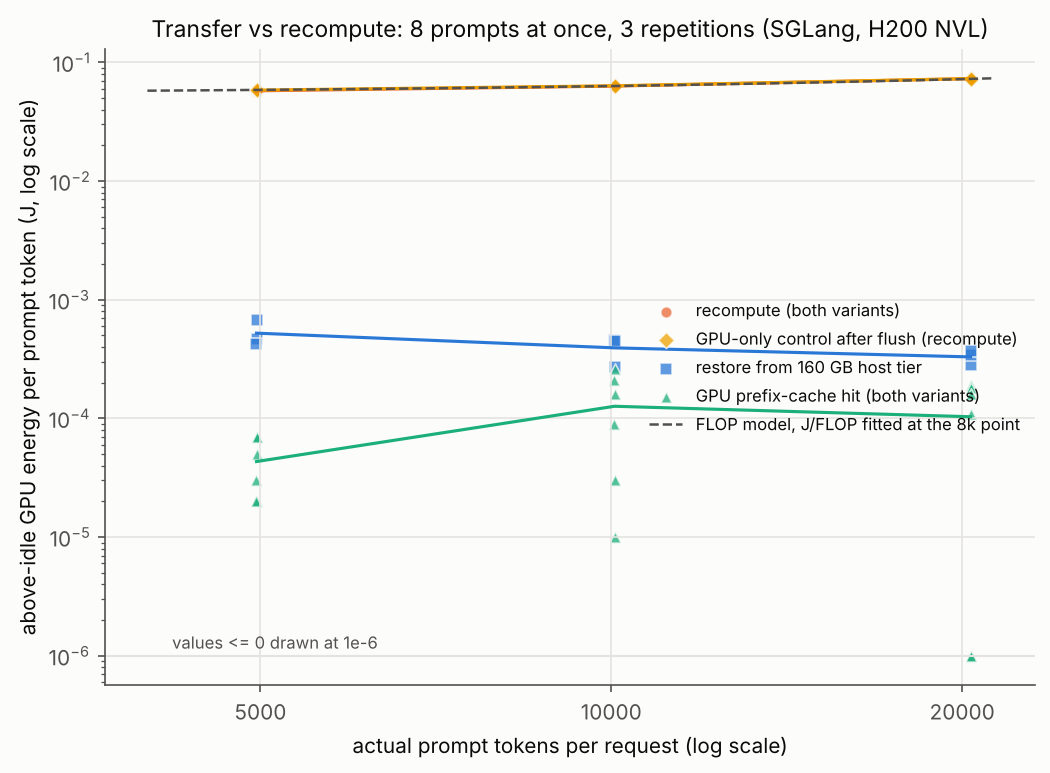 Transfer vs recompute: 8 prompts at once, 3 repetitions (SGLang, H200 NVL)
above-idle GPU energy per prompt token (J, log scale)
10⁻¹
10⁻²
10⁻³
10⁻⁴
10⁻⁵
10⁻⁶
recompute (both variants)
GPU-only control after flush (recompute)
restore from 160 GB host tier
GPU prefix-cache hit (both variants)
FLOP model, J/FLOP fitted at the 8k point
values <= 0 drawn at 1e-6
5000 10000 20000
actual prompt tokens per request (log scale)